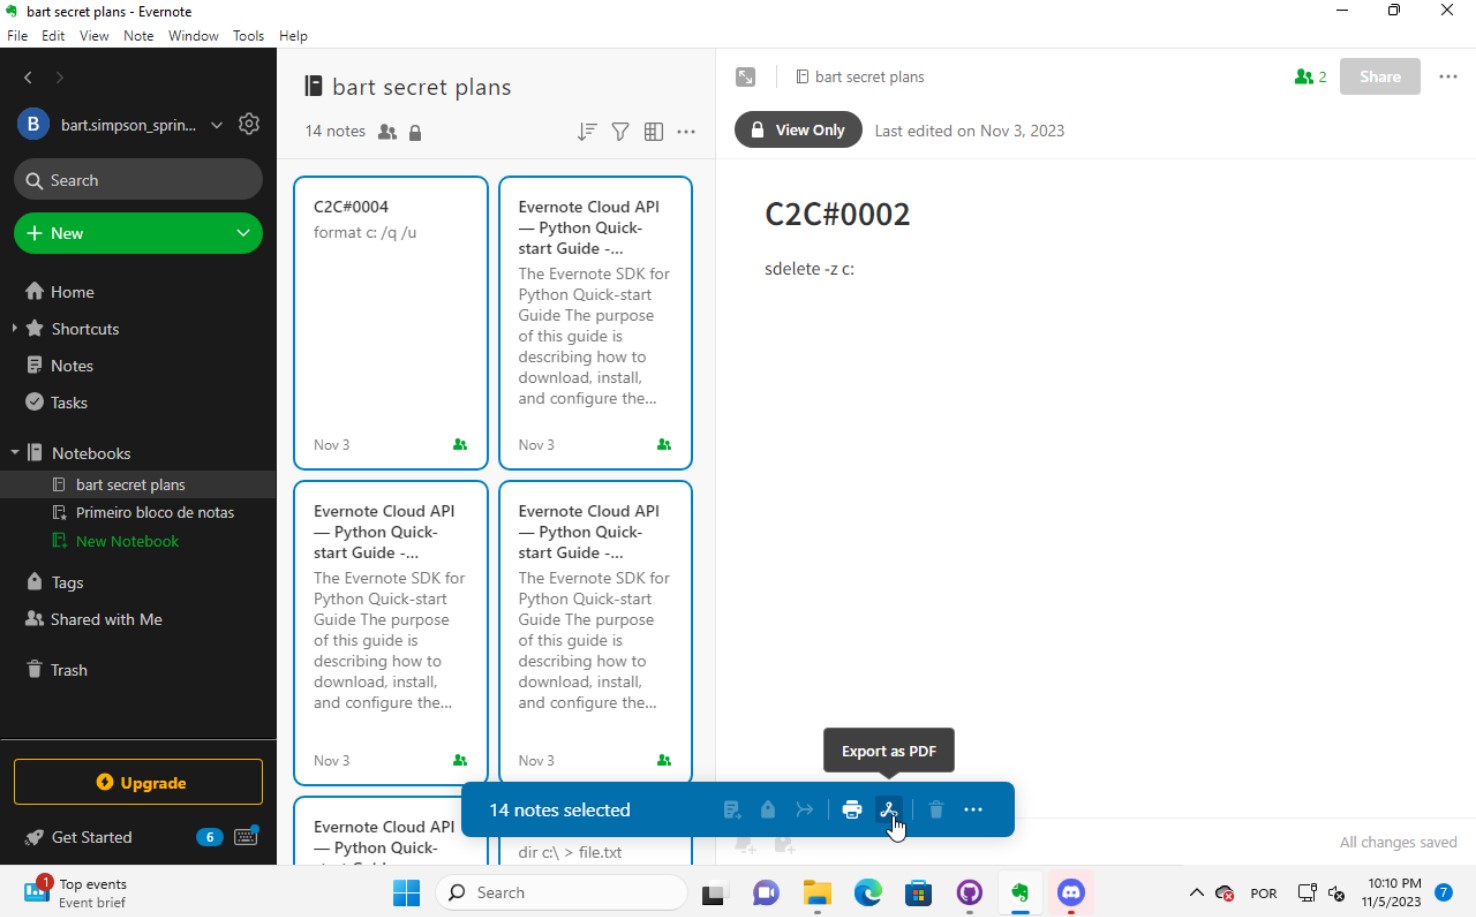 bart secret plans - Evernote
File Edit View Note Window Tools Help
B bart.simpson_sprin...
Search
New
Home
Shortcuts
Notes
Tasks
Notebooks
bart secret plans
Primeiro bloco de notas
New Notebook
Tags
Shared with Me
Trash
Upgrade
Get Started 6
bart secret plans
14 notes
C2C#0004
format c: /q /u
Nov 3
Evernote Cloud API
— Python Quick-
start Guide -...
The Evernote SDK for
Python Quick-start
Guide The purpose
of this guide is
describing how to
download, install,
and configure the...
Nov 3
Evernote Cloud API
— Python Quick-
start Guide -...
The Evernote SDK for
Python Quick-start
Guide The purpose
of this guide is
describing how to
download, install,
and configure the...
Nov 3
Evernote Cloud API
— Python Quick-
start Guide -...
The Evernote SDK for
Python Quick-start
Guide The purpose
of this guide is
describing how to
download, install,
and configure the...
Nov 3
Evernote Cloud API
— Python Quick-
dir c:\ > file.txt
bart secret plans
2 Share
View Only Last edited on Nov 3, 2023
C2C#0002
sdelete -z c:
Export as PDF
14 notes selected
All changes saved
1 Top events
Event brief
Search
POR
10:10 PM
11/5/2023
7